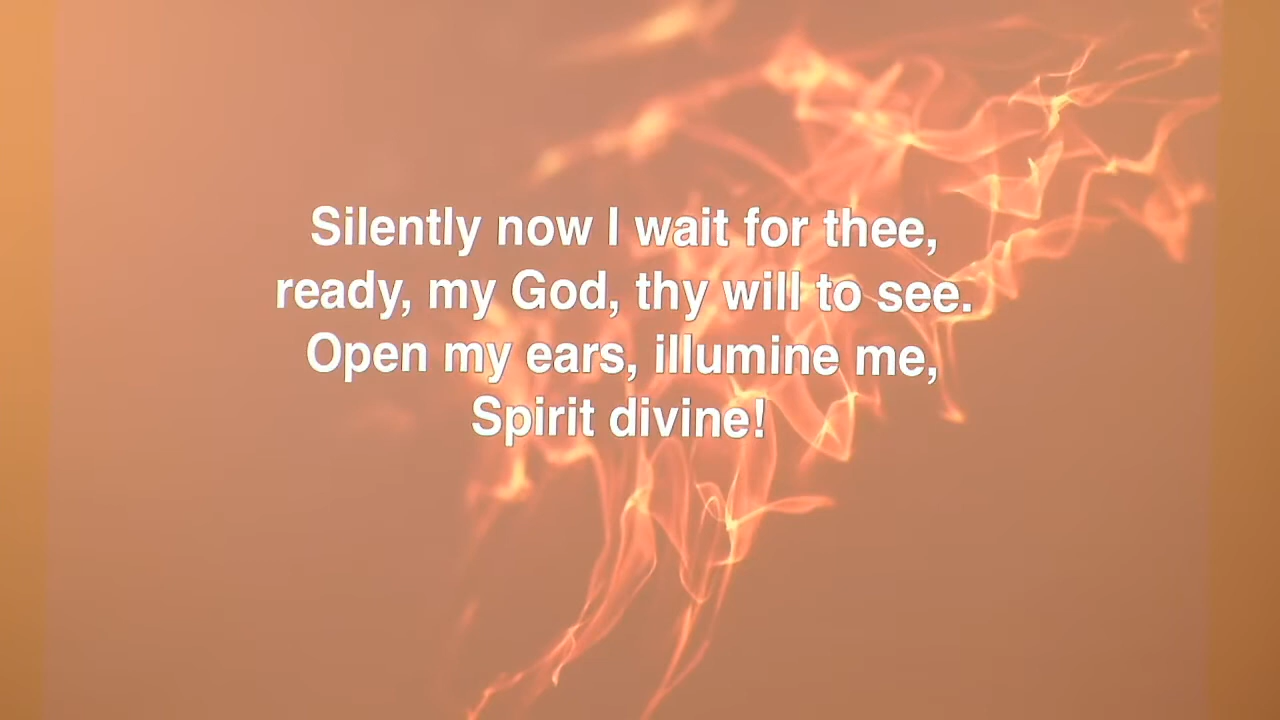 Silently now I wait for thee,
ready, my God, thy will to see.
Open my ears, illumine me,
Spirit divine!